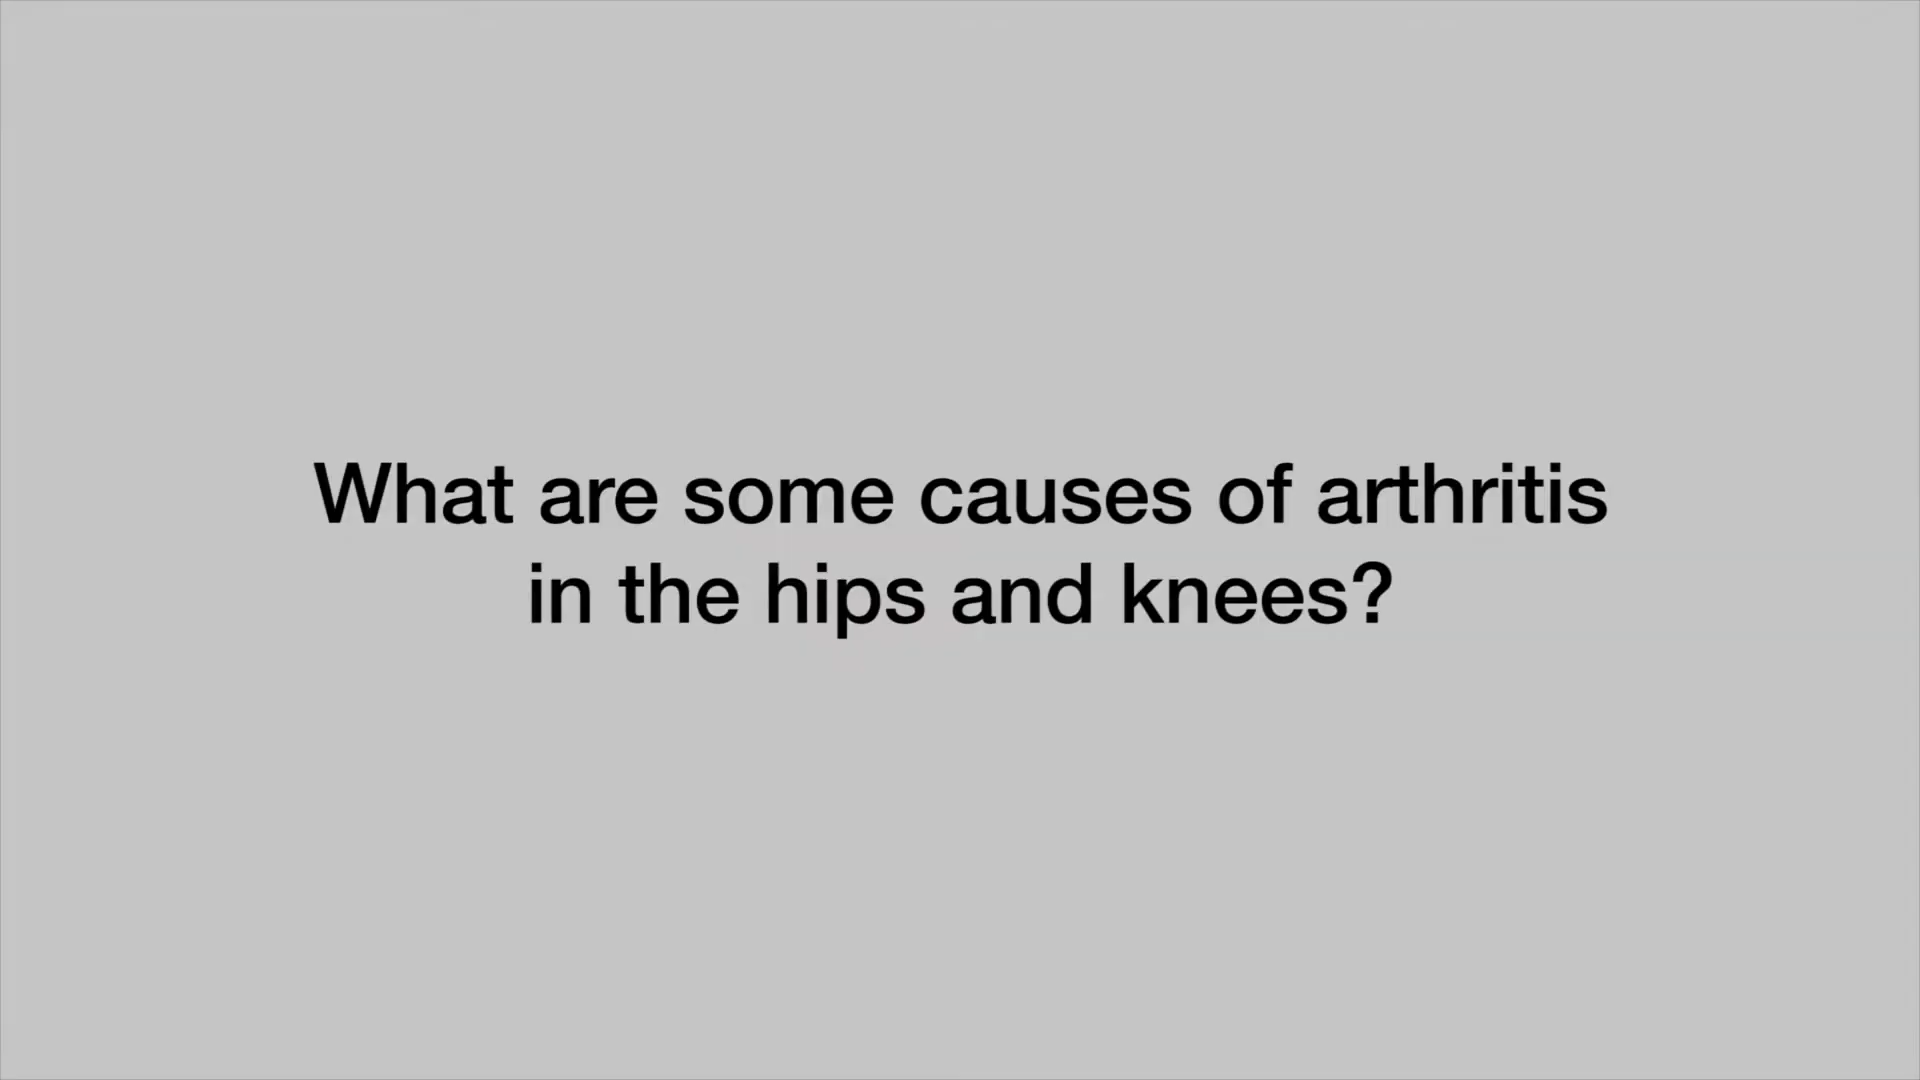 What are some causes of arthritis
in the hips and knees?